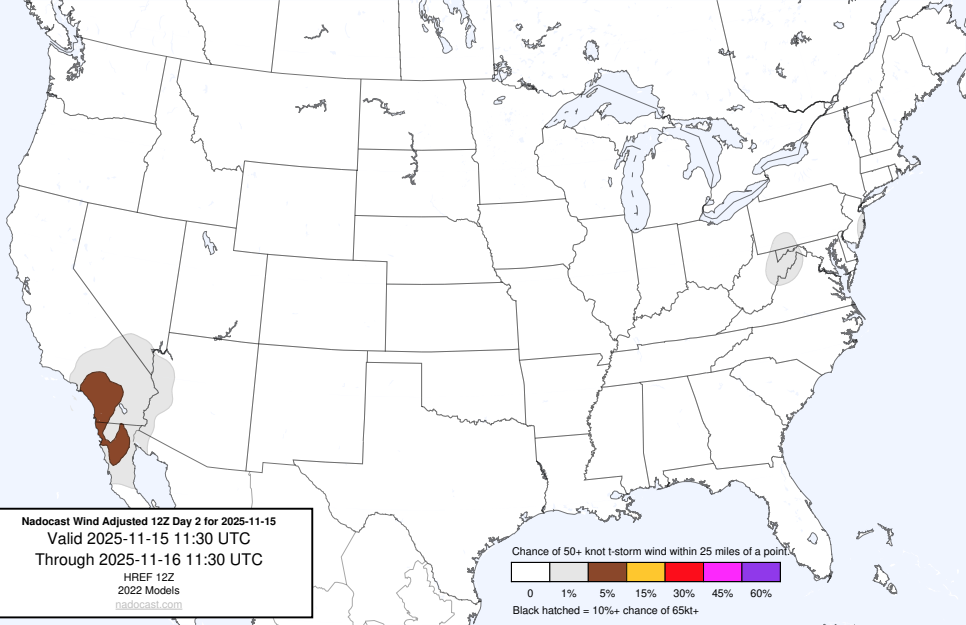 Nadocast Wind Adjusted 12Z Day 2 for 2025-11-15
Valid 2025-11-15 11:30 UTC
Through 2025-11-16 11:30 UTC
HREF 12Z
2022 Models
nadocast.com
Chance of 50+ knot t-storm wind within 25 miles of a point.
0 1% 5% 15% 30% 45% 60%
Black hatched = 10%+ chance of 65kt+